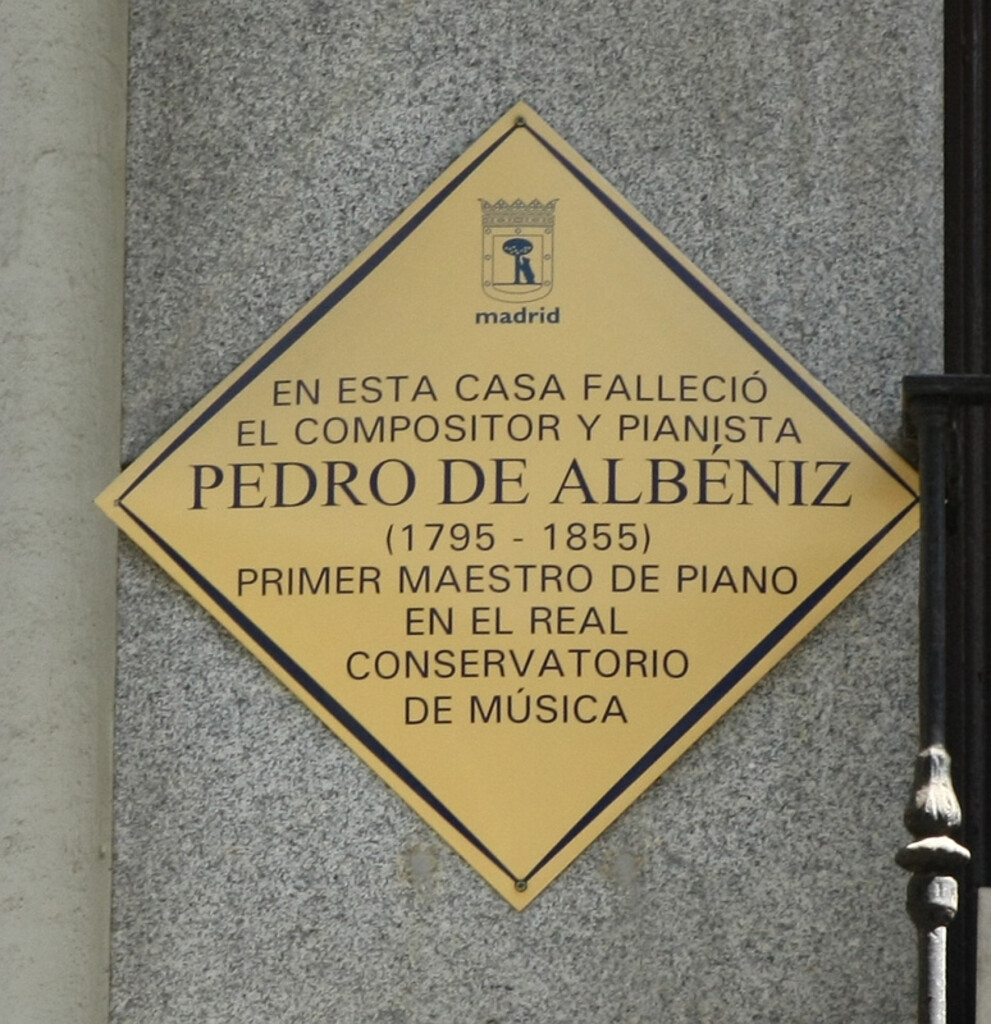 madrid
EN ESTA CASA FALLECIÓ
EL COMPOSITOR Y PIANISTA
PEDRO DE ALBÉNIZ
(1795 - 1855)
PRIMER MAESTRO DE PIANO
EN EL REAL
CONSERVATORIO
DE MÚSICA